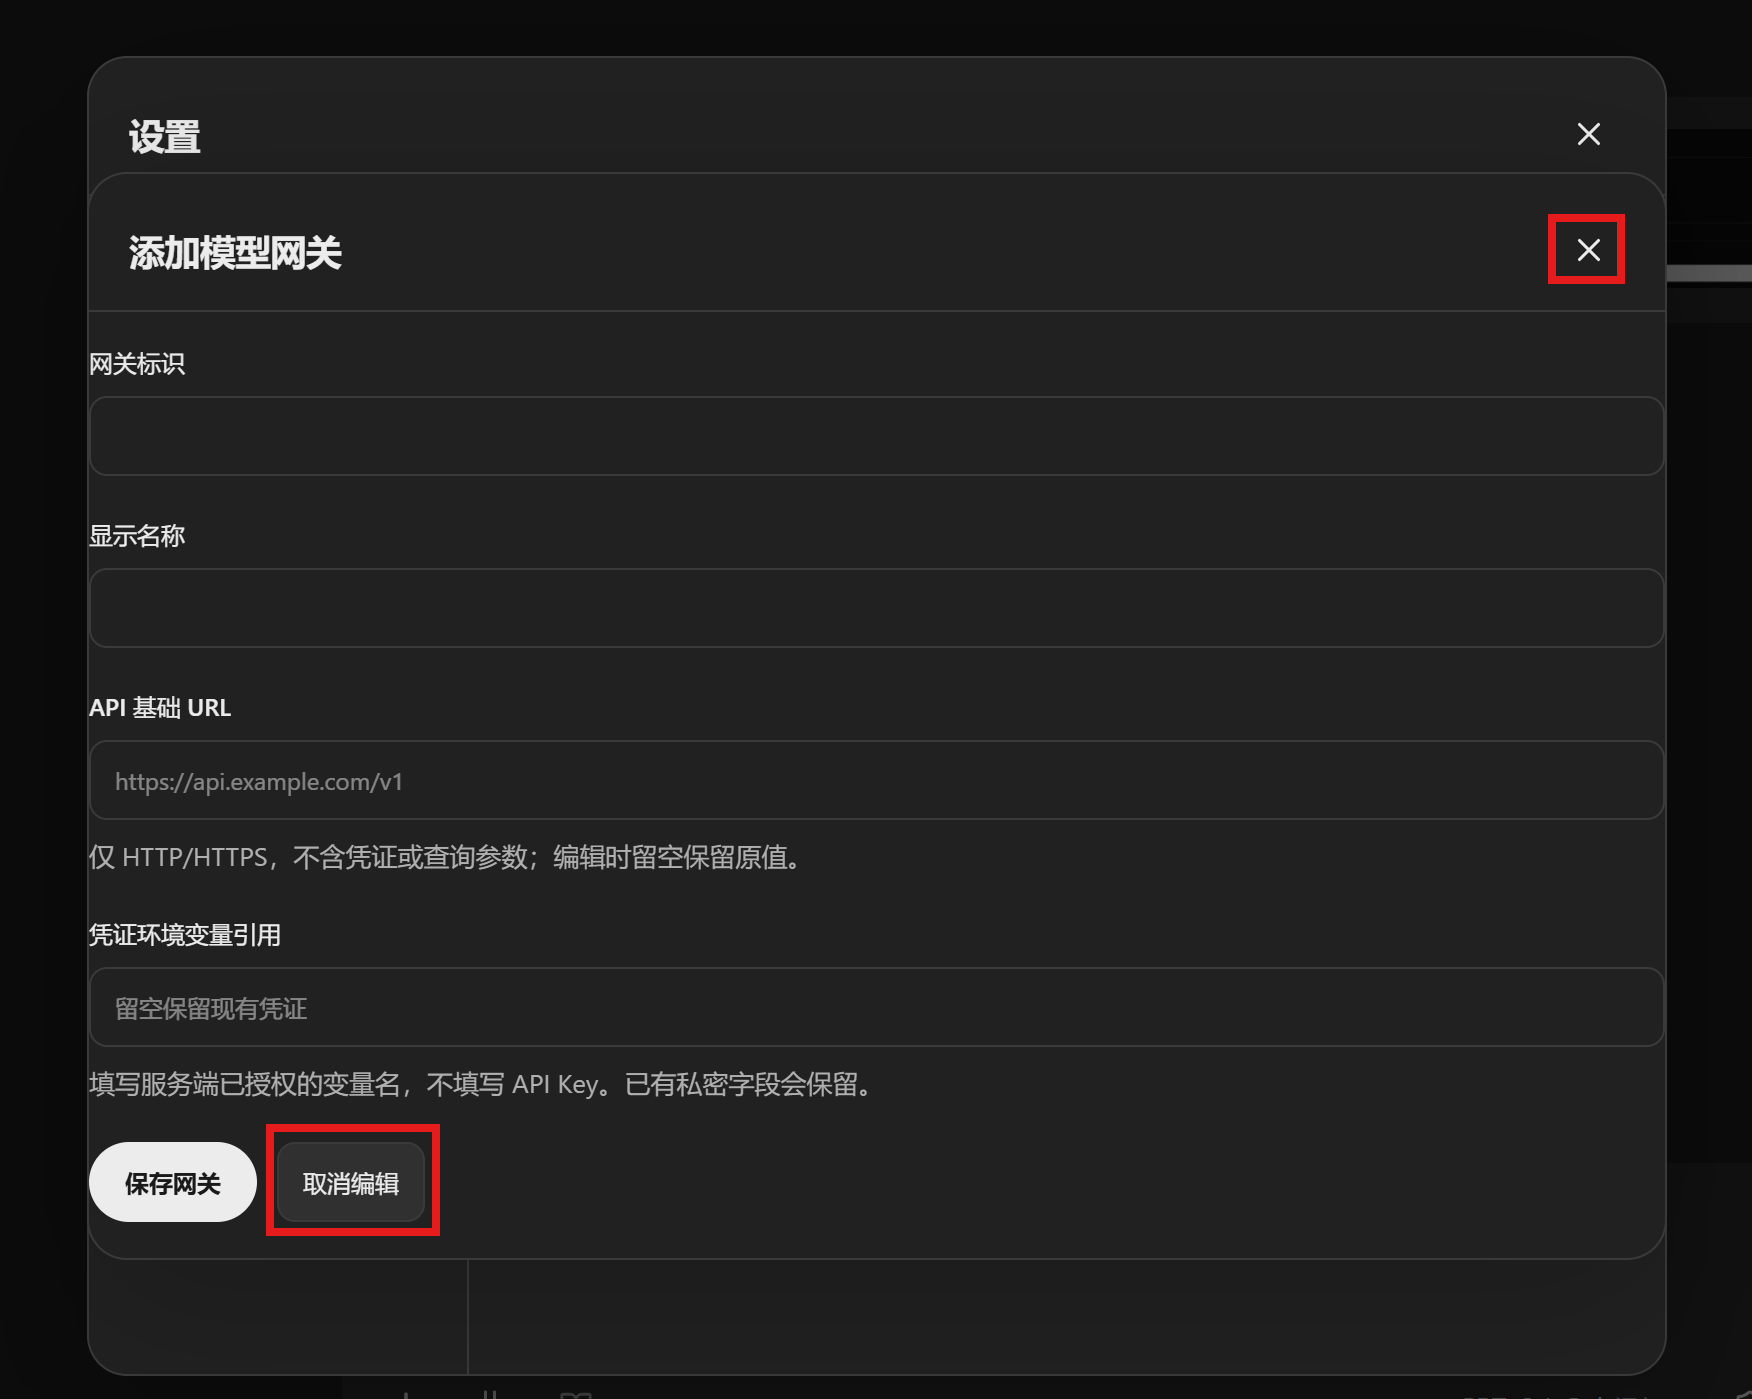 设置
添加模型网关
网关标识
显示名称
API 基础 URL
https://api.example.com/v1
仅 HTTP/HTTPS，不含凭证或查询参数；编辑时留空保留原值。
凭证环境变量引用
留空保留现有凭证
填写服务端已授权的变量名，不填写 API Key。已有私密字段会保留。
保存网关
取消编辑